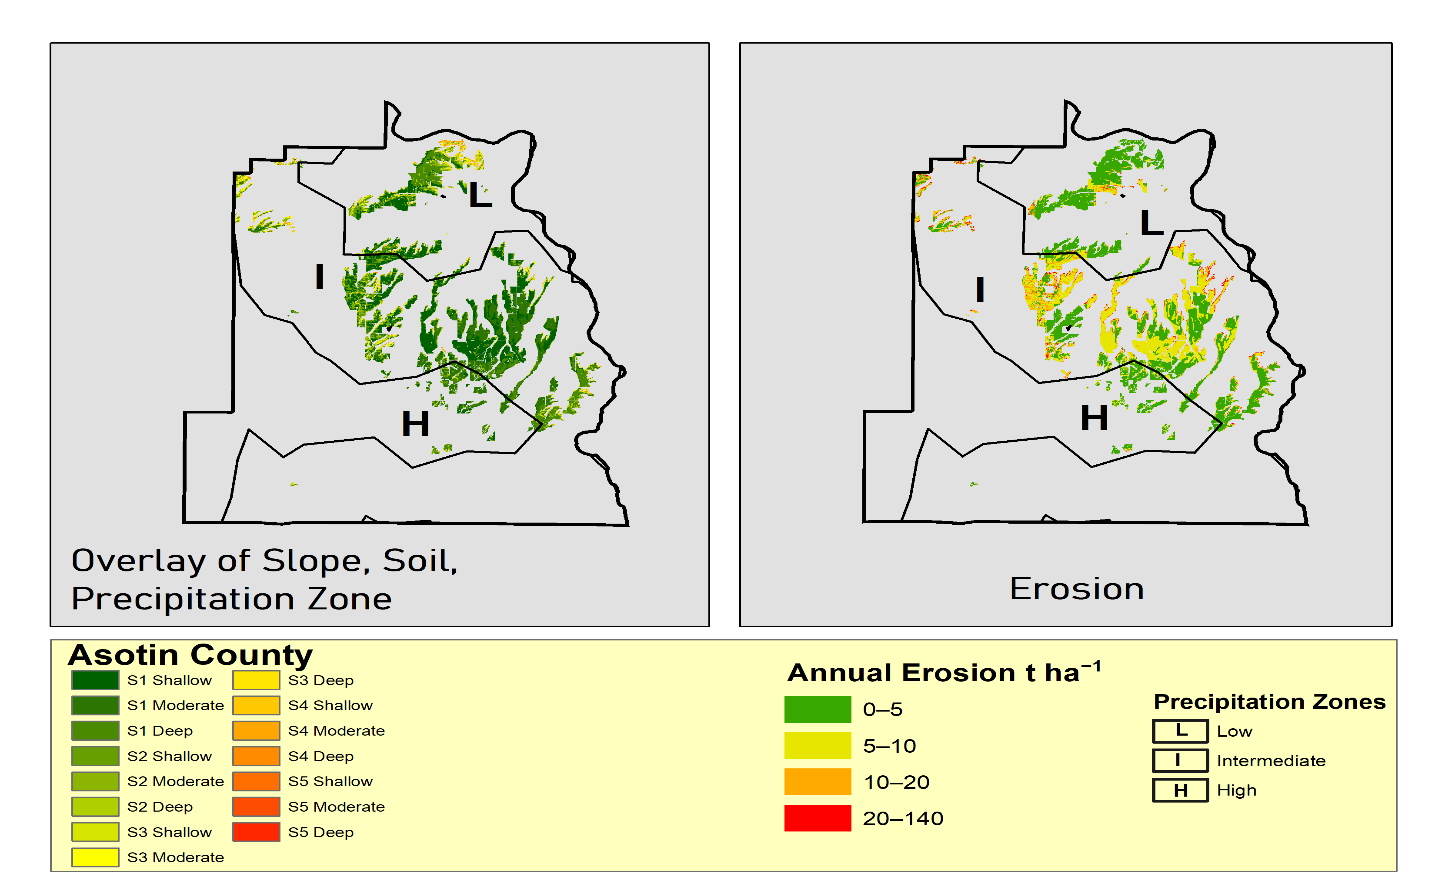 L
I
H
Overlay of Slope, Soil,
Precipitation Zone
L
I
H
Erosion
Asotin County
S1 Shallow
S1 Moderate
S1 Deep
S2 Shallow
S2 Moderate
S2 Deep
S3 Shallow
S3 Moderate
S3 Deep
S4 Shallow
S4 Moderate
S4 Deep
S5 Shallow
S5 Moderate
S5 Deep
Annual Erosion t ha⁻¹
0–5
5–10
10–20
20–140
Precipitation Zones
L Low
I Intermediate
H High